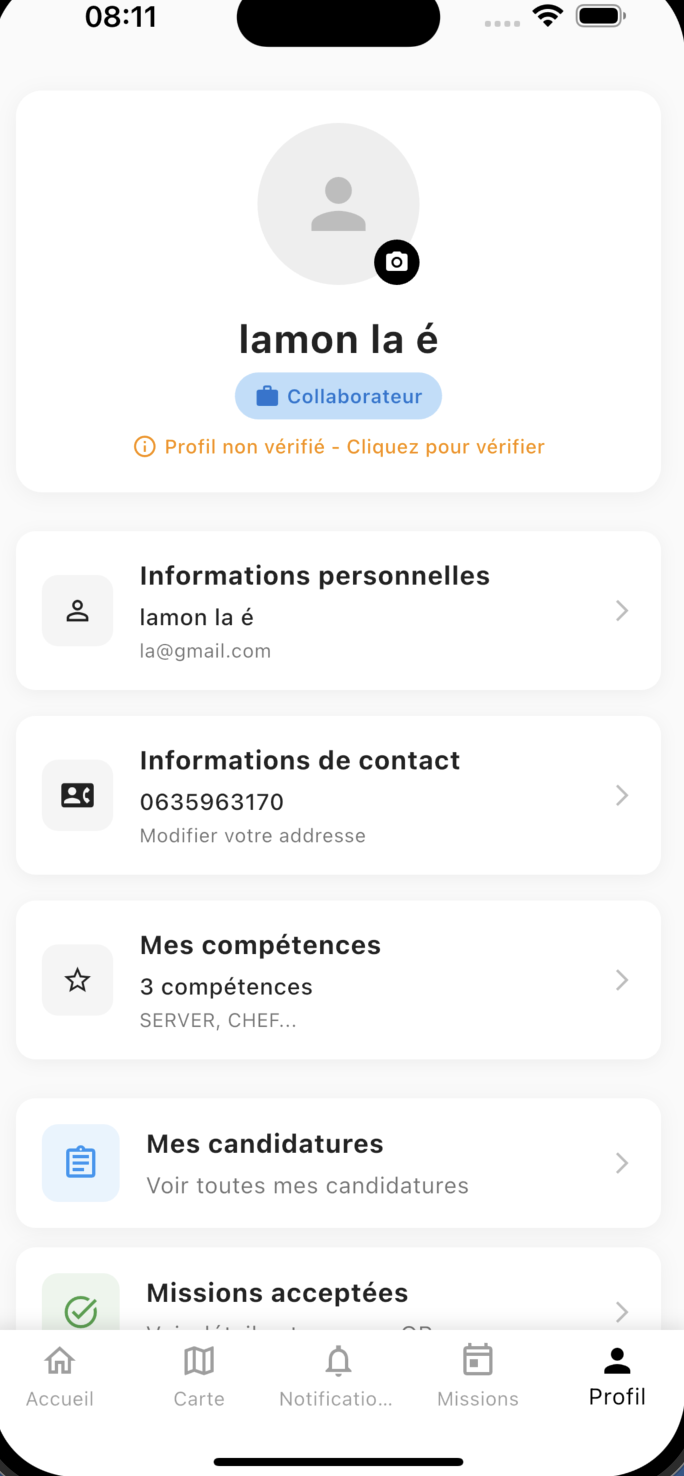 08:11
lamon la é
Collaborateur
Profil non vérifié - Cliquez pour vérifier
Informations personnelles
lamon la é
la@gmail.com
Informations de contact
0635963170
Modifier votre addresse
Mes compétences
3 compétences
SERVER, CHEF...
Mes candidatures
Voir toutes mes candidatures
Missions acceptées
Accueil
Carte
Notificatio...
Missions
Profil